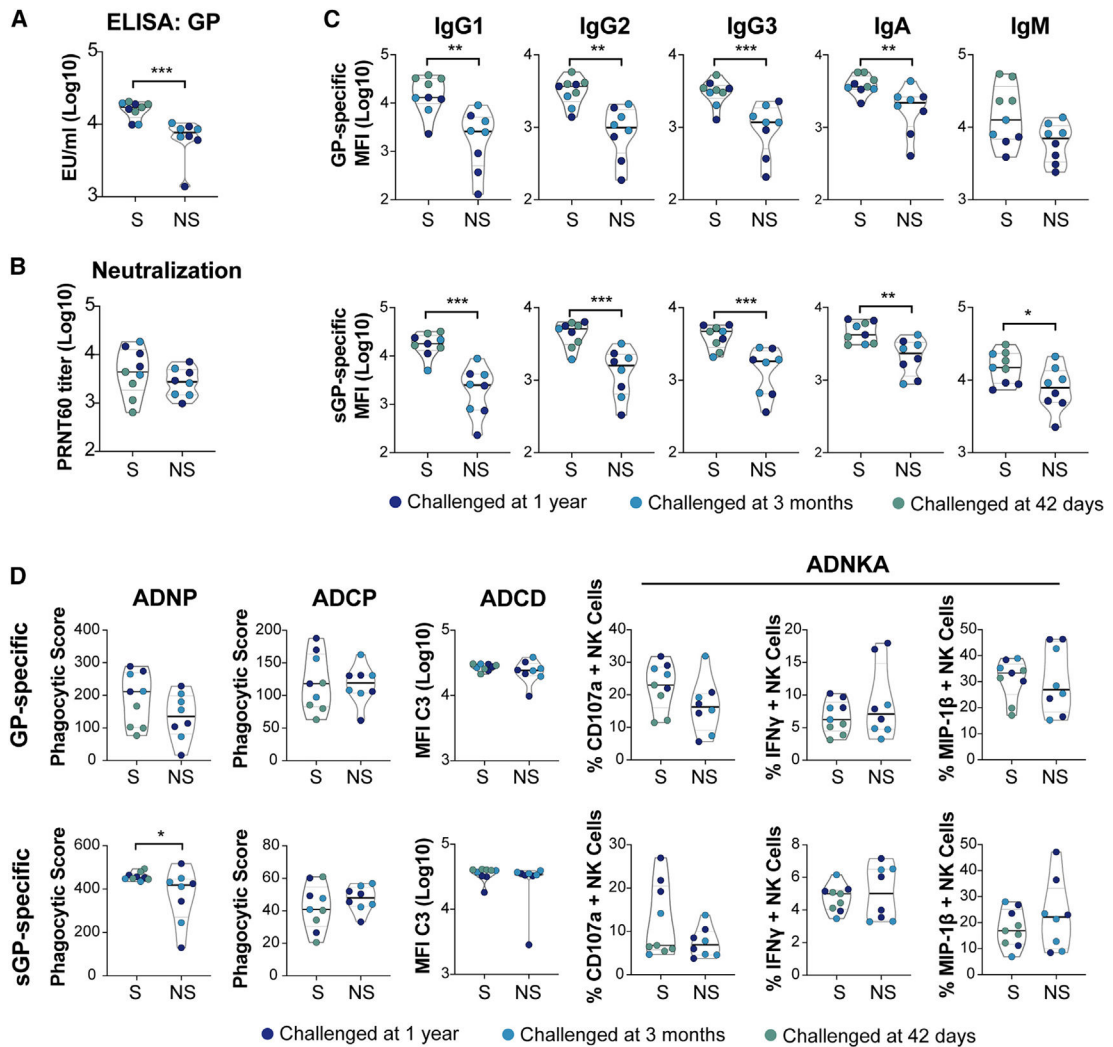 A
ELISA: GP
EU/ml (Log10)
5
4
3
***
S NS
B
Neutralization
PRNT60 titer (Log10)
5
4
3
2
S NS
C
IgG1 IgG2 IgG3 IgA IgM
GP-specific
MFI (Log10)
5
4
3
2
**
S NS
4
3
2
**
S NS
4
3
2
***
S NS
4
3
2
**
S NS
5
4
3
S NS
sGP-specific
MFI (Log10)
5
4
3
2
***
S NS
4
3
2
***
S NS
4
3
2
***
S NS
4
3
2
**
S NS
5
4
3
*
S NS
Challenged at 1 year Challenged at 3 months Challenged at 42 days
D
ADNKA
ADNP ADCP ADCD
GP-specific
Phagocytic Score
400
300
200
100
0
S NS
Phagocytic Score
200
150
100
50
0
S NS
MFI C3 (Log10)
5
4
3
S NS
% CD107a + NK Cells
40
30
20
10
0
S NS
% IFNγ + NK Cells
20
15
10
5
0
S NS
% MIP-1β + NK Cells
50
40
30
20
10
0
S NS
sGP-specific
Phagocytic Score
600
400
200
0
*
S NS
Phagocytic Score
80
60
40
20
0
S NS
MFI C3 (Log10)
5
4
3
S NS
% CD107a + NK Cells
30
20
10
0
S NS
% IFNγ + NK Cells
8
6
4
2
0
S NS
% MIP-1β + NK Cells
50
40
30
20
10
0
S NS
Challenged at 1 year Challenged at 3 months Challenged at 42 days